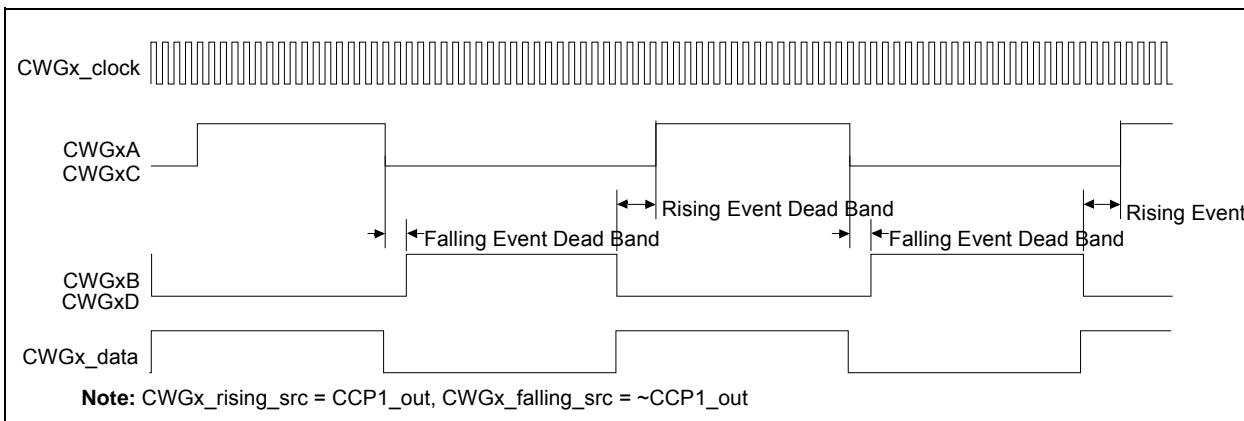 CWGx_clock
CWGxA
CWGxC
Rising Event Dead Band
Rising Event
Falling Event Dead Band
Falling Event Dead Band
CWGxB
CWGxD
CWGx_data
Note: CWGx_rising_src = CCP1_out, CWGx_falling_src = ~CCP1_out